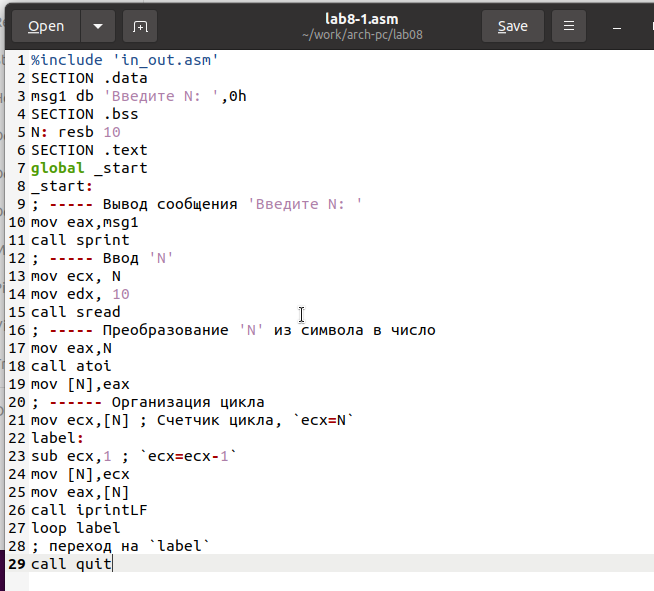 Open
lab8-1.asm
~/work/arch-pc/lab08
Save
1 %include 'in_out.asm'
2 SECTION .data
3 msg1 db 'Введите N: ',0h
4 SECTION .bss
5 N: resb 10
6 SECTION .text
7 global _start
8 _start:
9 ; ----- Вывод сообщения 'Введите N: '
10 mov eax,msg1
11 call sprint
12 ; ----- Ввод 'N'
13 mov ecx, N
14 mov edx, 10
15 call sread
16 ; ----- Преобразование 'N' из символа в число
17 mov eax,N
18 call atoi
19 mov [N],eax
20 ; ------ Организация цикла
21 mov ecx,[N] ; Счетчик цикла, `ecx=N`
22 label:
23 sub ecx,1 ; `ecx=ecx-1`
24 mov [N],ecx
25 mov eax,[N]
26 call iprintLF
27 loop label
28 ; переход на `label`
29 call quit